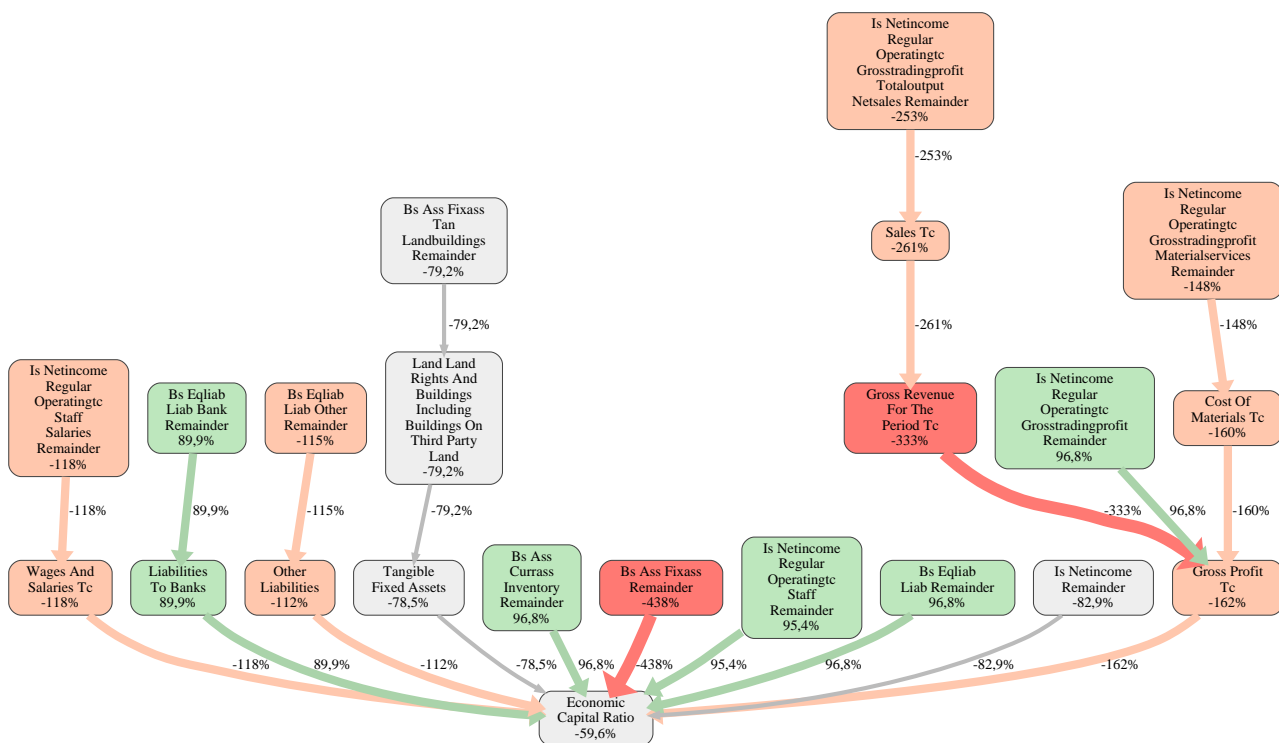 Is Netincome
Regular
Operatingtc
Grosstradingprofit
Totaloutput
Netsales Remainder
-253%
-253%
Bs Ass Fixass
Tan
Landbuildings
Remainder
-79,2%
Sales Tc
-261%
Is Netincome
Regular
Operatingtc
Grosstradingprofit
Materialservices
Remainder
-148%
-79,2%
-261%
-148%
Is Netincome
Regular
Operatingtc
Staff
Salaries
Remainder
-118%
Bs Eqliab
Liab Bank
Remainder
89,9%
Bs Eqliab
Liab Other
Remainder
-115%
Land Land
Rights And
Buildings
Including
Buildings On
Third Party
Land
-79,2%
Gross Revenue
For The
Period Tc
-333%
Is Netincome
Regular
Operatingtc
Grosstradingprofit
Remainder
96,8%
Cost Of
Materials Tc
-160%
-118%
89,9%
-115%
-79,2%
-333%
96,8%
-160%
Wages And
Salaries Tc
-118%
Liabilities
To Banks
89,9%
Other
Liabilities
-112%
Tangible
Fixed Assets
-78,5%
Bs Ass
Currass
Inventory
Remainder
96,8%
Bs Ass Fixass
Remainder
-438%
Is Netincome
Regular
Operatingtc
Staff
Remainder
95,4%
Bs Eqliab
Liab Remainder
96,8%
Is Netincome
Remainder
-82,9%
Gross Profit
Tc
-162%
-118%
89,9%
-112%
-78,5%
96,8%
-438%
95,4%
96,8%
-82,9%
-162%
Economic
Capital Ratio
-59,6%